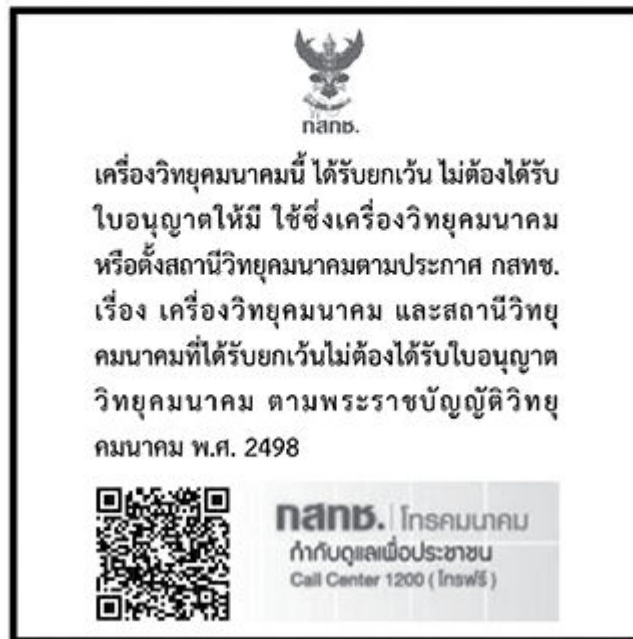 กสทช.
เครื่องวิทยุคมนาคมนี้ ได้รับยกเว้น ไม่ต้องได้รับ
ใบอนุญาตให้มี ใช้ซึ่งเครื่องวิทยุคมนาคม
หรือตั้งสถานีวิทยุคมนาคมตามประกาศ กสทช.
เรื่อง เครื่องวิทยุคมนาคม และสถานีวิทยุ
คมนาคมที่ได้รับยกเว้นไม่ต้องได้รับใบอนุญาต
วิทยุคมนาคม ตามพระราชบัญญัติวิทยุ
คมนาคม พ.ศ. 2498
กสทช. | โทรคมนาคม
กำกับดูแลเพื่อประชาชน
Call Center 1200 ( โทรฟรี )